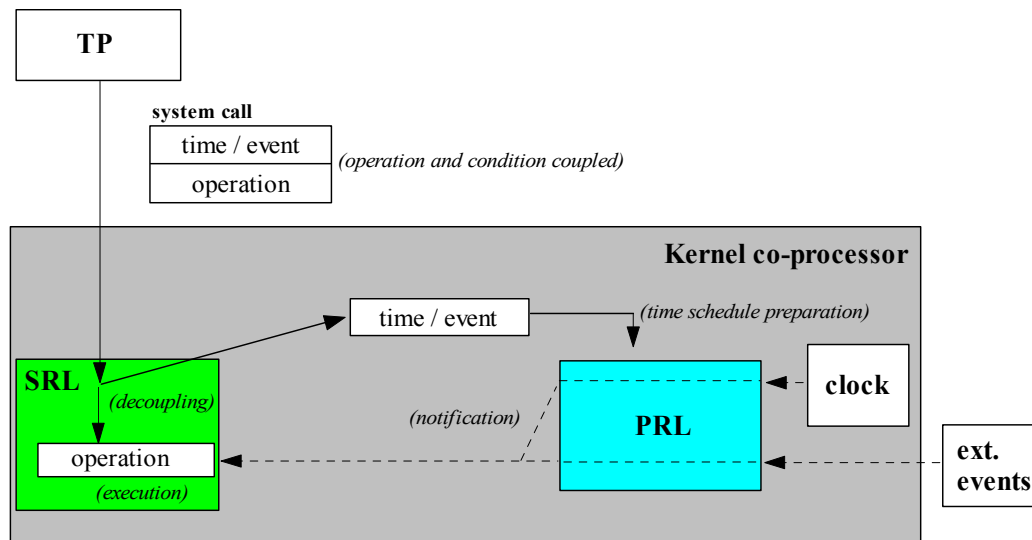 TP
system call
time / event
(operation and condition coupled)
operation
Kernel co-processor
time / event
(time schedule preparation)
SRL
(decoupling)
clock
(notification)
PRL
operation
(execution)
ext.
events